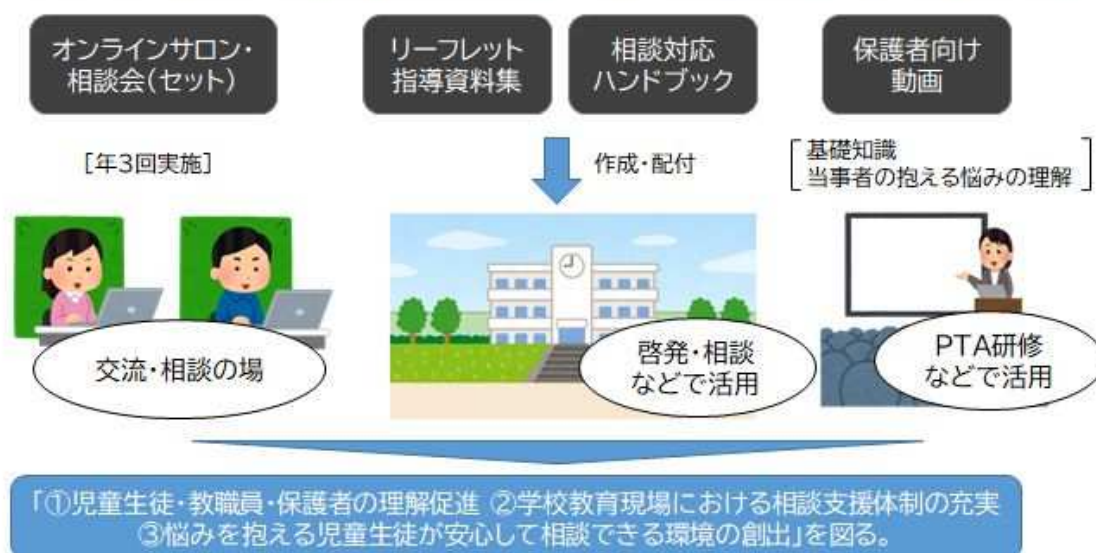 オンラインサロン・
相談会(セット)
[年3回実施]
交流・相談の場
リーフレット
指導資料集
相談対応
ハンドブック
作成・配付
啓発・相談
などで活用
保護者向け
動画
基礎知識
当事者の抱える悩みの理解
PTA研修
などで活用
「①児童生徒・教職員・保護者の理解促進 ②学校教育現場における相談支援体制の充実
③悩みを抱える児童生徒が安心して相談できる環境の創出」を図る。